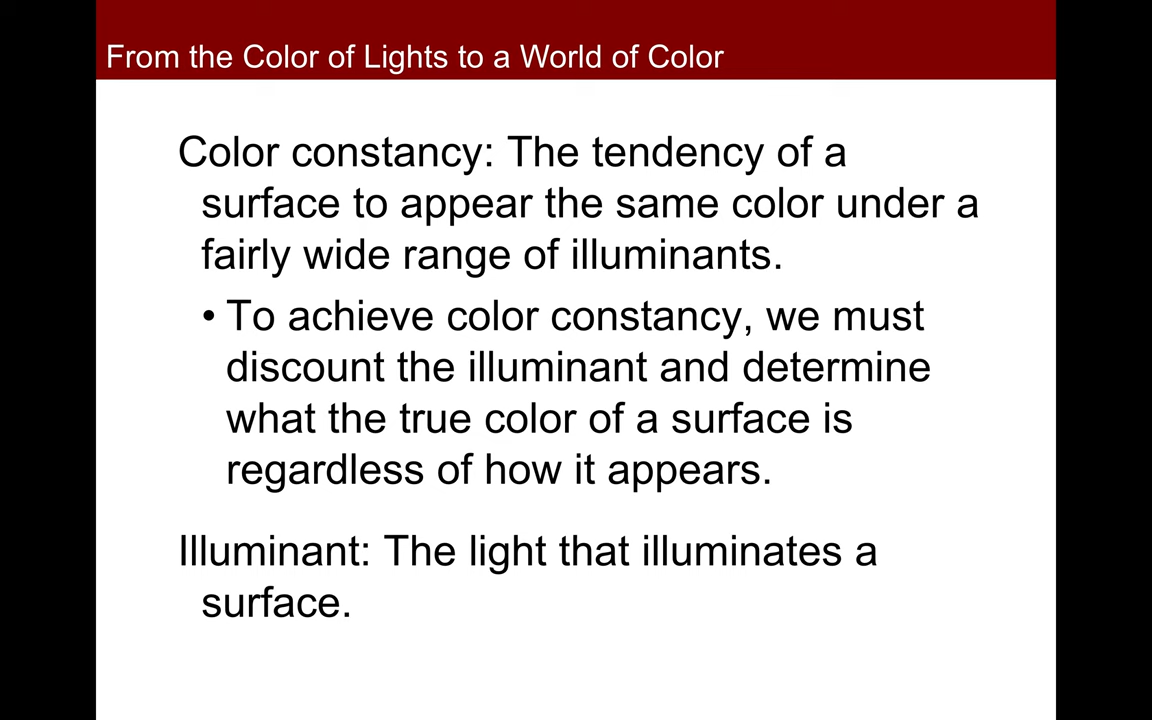 From the Color of Lights to a World of Color
Color constancy: The tendency of a
surface to appear the same color under a
fairly wide range of illuminants.
• To achieve color constancy, we must
discount the illuminant and determine
what the true color of a surface is
regardless of how it appears.
Illuminant: The light that illuminates a
surface.